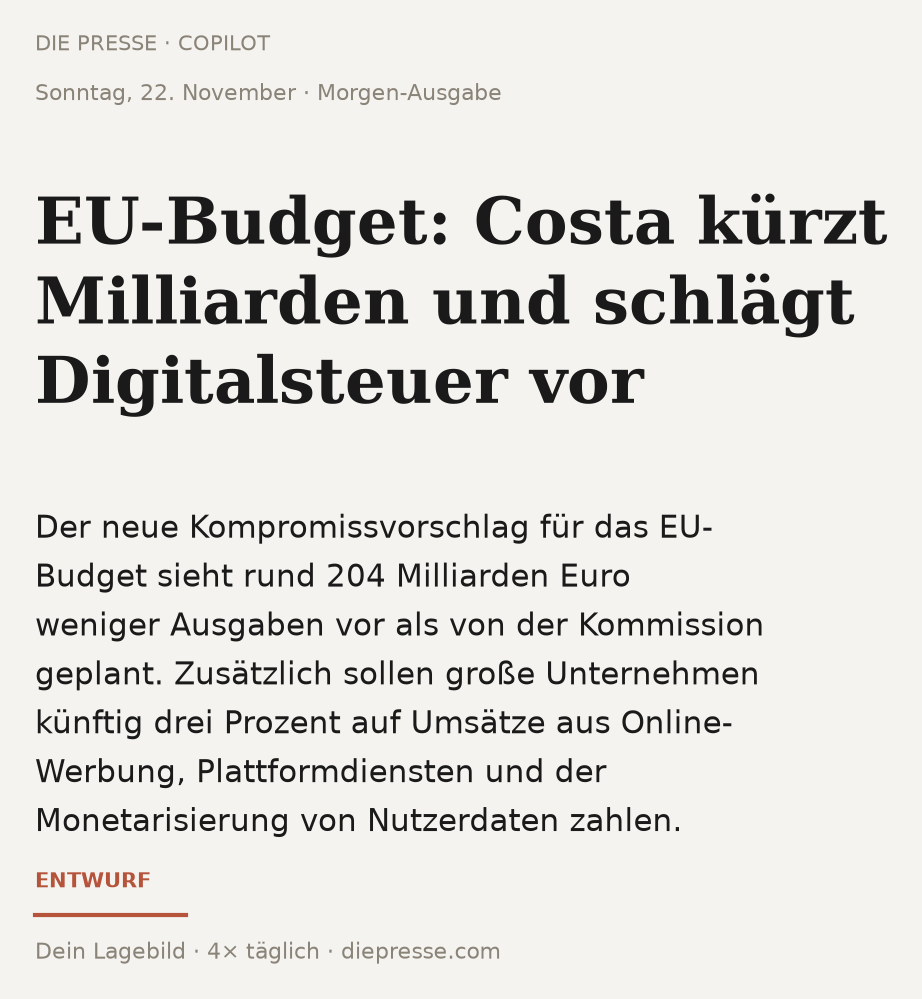 DIE PRESSE · COPILOT
Sonntag, 22. November · Morgen-Ausgabe
EU-Budget: Costa kürzt
Milliarden und schlägt
Digitalsteuer vor
Der neue Kompromissvorschlag für das EU-
Budget sieht rund 204 Milliarden Euro
weniger Ausgaben vor als von der Kommission
geplant. Zusätzlich sollen große Unternehmen
künftig drei Prozent auf Umsätze aus Online-
Werbung, Plattformdiensten und der
Monetarisierung von Nutzerdaten zahlen.
ENTWURF
Dein Lagebild · 4× täglich · diepresse.com